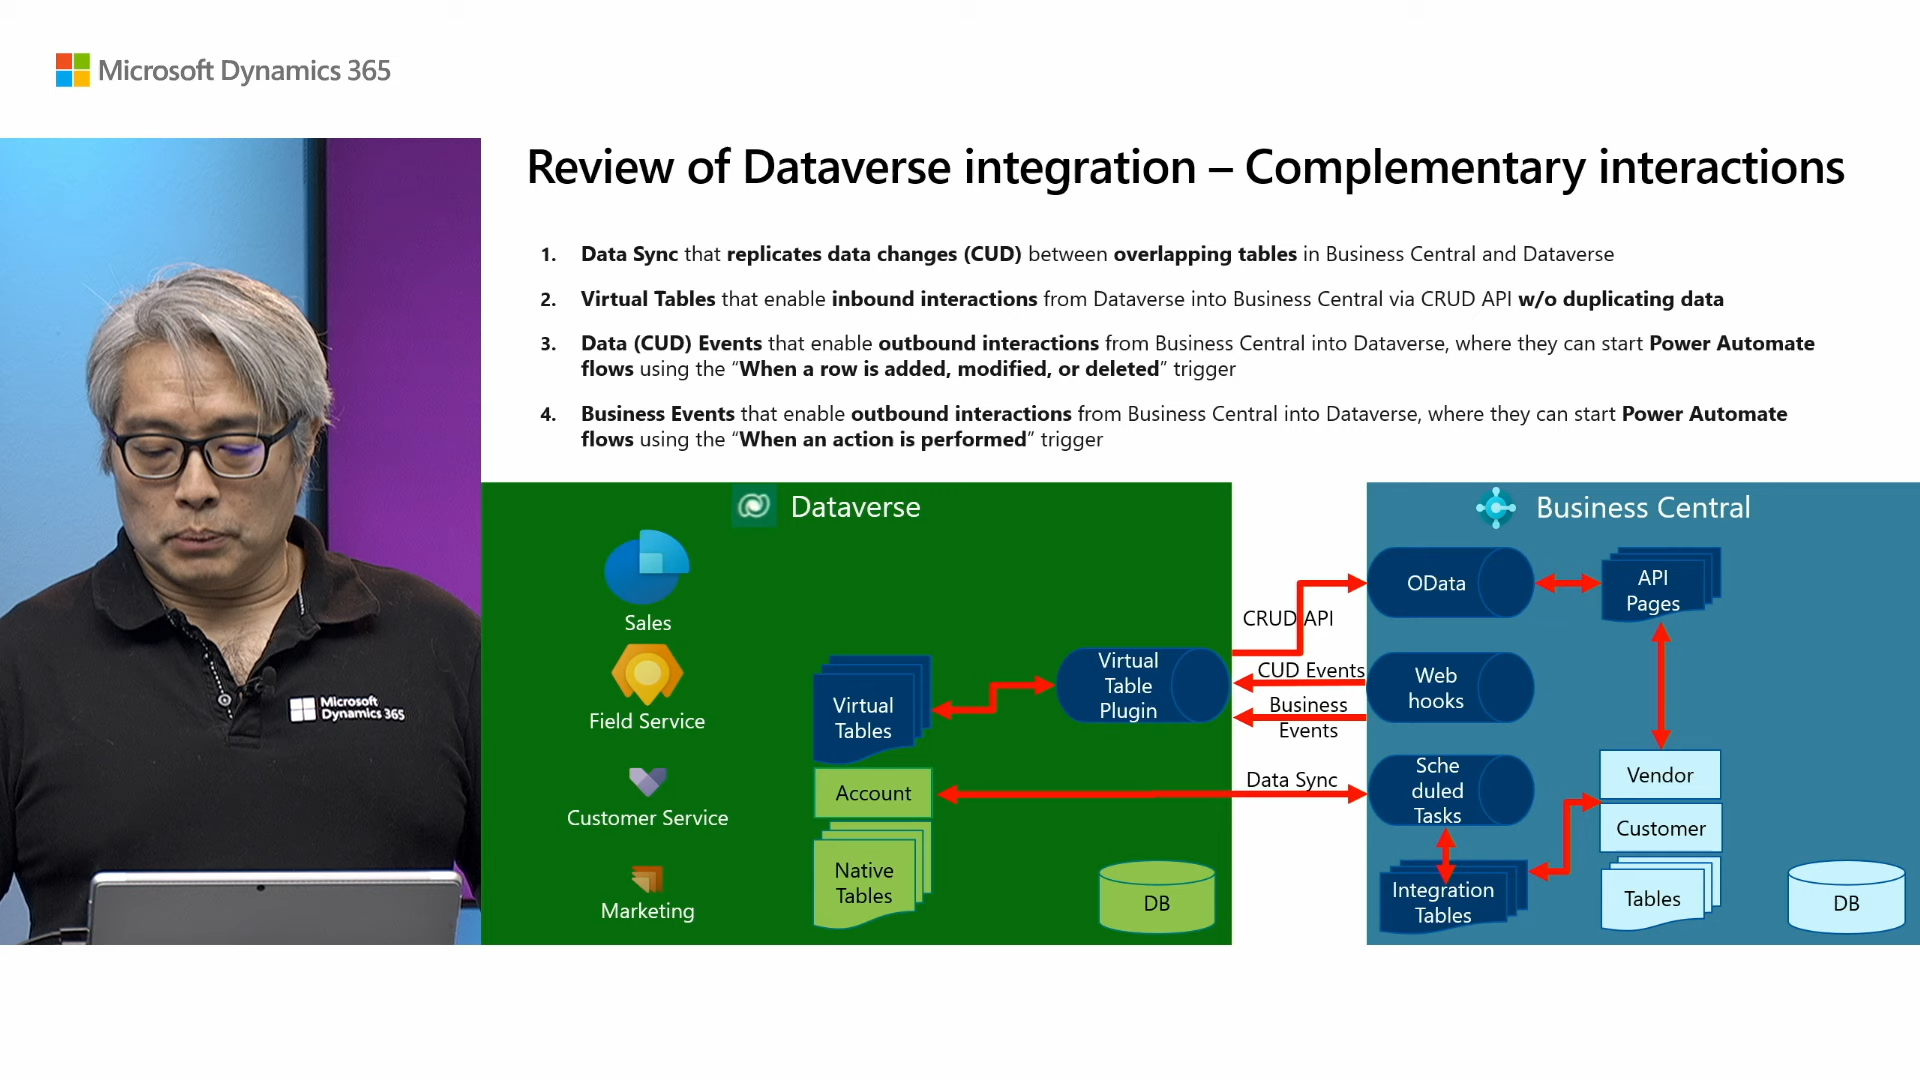 Microsoft Dynamics 365
Review of Dataverse integration – Complementary interactions
1. Data Sync that replicates data changes (CUD) between overlapping tables in Business Central and Dataverse
2. Virtual Tables that enable inbound interactions from Dataverse into Business Central via CRUD API w/o duplicating data
3. Data (CUD) Events that enable outbound interactions from Business Central into Dataverse, where they can start Power Automate
flows using the “When a row is added, modified, or deleted” trigger
4. Business Events that enable outbound interactions from Business Central into Dataverse, where they can start Power Automate
flows using the “When an action is performed” trigger
Microsoft
Dynamics 365
Dataverse
Sales
Field Service
Customer Service
Marketing
Virtual
Tables
Account
Native
Tables
Virtual
Table
Plugin
DB
CRUD API
CUD Events
Business
Events
Data Sync
Business Central
OData
API
Pages
Web
hooks
Sche
duled
Tasks
Integration
Tables
Vendor
Customer
Tables
DB